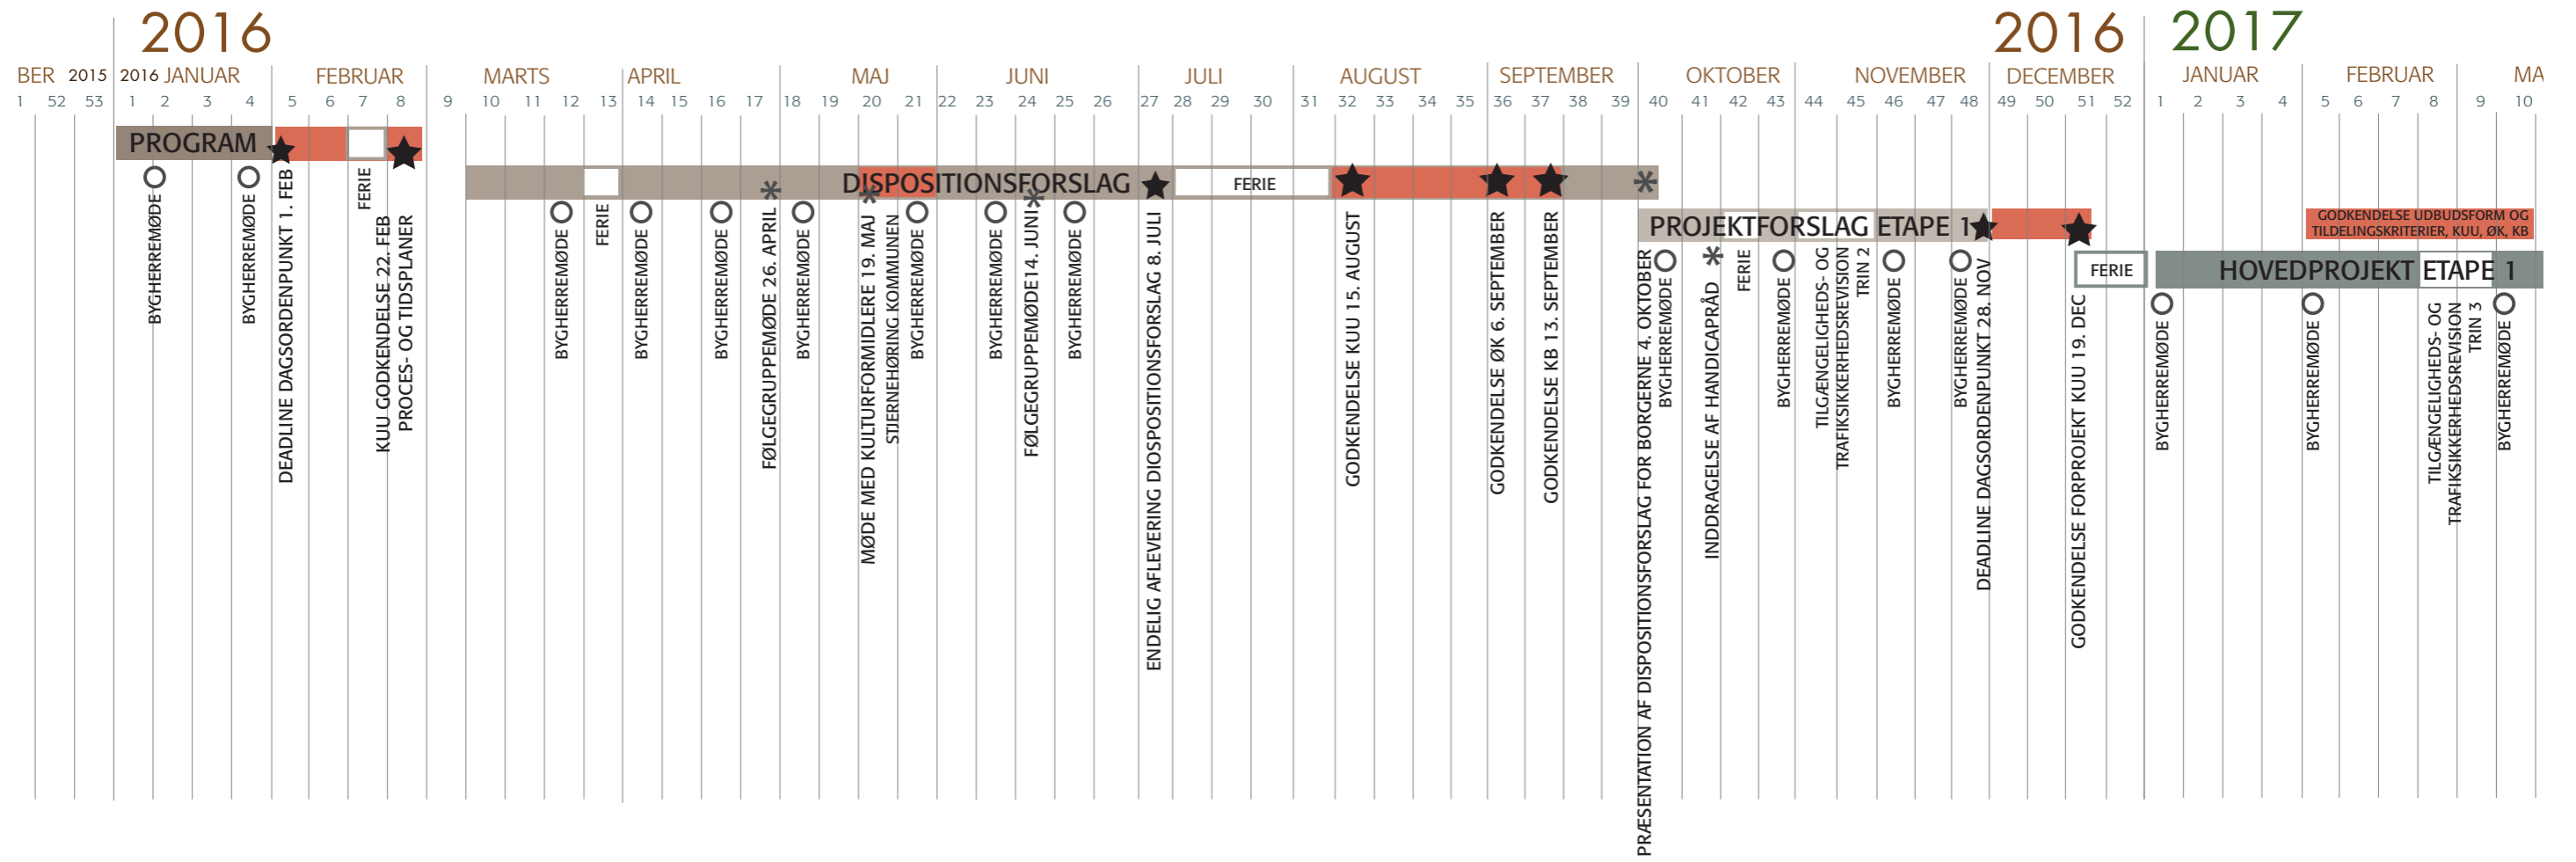 2016
2016
2017
BER 2015 2016 JANUAR FEBRUAR MARTS APRIL MAJ JUNI JULI AUGUST SEPTEMBER OKTOBER NOVEMBER DECEMBER JANUAR FEBRUAR MA
1 52 53 1 2 3 4 5 6 7 8 9 10 11 12 13 14 15 16 17 18 19 20 21 22 23 24 25 26 27 28 29 30 31 32 33 34 35 36 37 38 39 40 41 42 43 44 45 46 47 48 49 50 51 52 1 2 3 4 5 6 7 8 9 10
PROGRAM
BYGHERREMØDE
BYGHERREMØDE
DEADLINE DAGSORDENPUNKT 1. FEB
FERIE
KUU GODKENDELSE 22. FEB
PROCES- OG TIDSPLANER
DISPOSITIONSFORSLAG
FERIE
BYGHERREMØDE
FERIE
BYGHERREMØDE
BYGHERREMØDE
FØLGEGRUPPEMØDE 26. APRIL *
BYGHERREMØDE
MØDE MED KULTURFORMIDLERE 19. MAJ *
STJERNEHØRING KOMMUNEN
BYGHERREMØDE
BYGHERREMØDE
FØLGEGRUPPEMØDE 14. JUNI *
BYGHERREMØDE
ENDELIG AFLEVERING DIOSPOSITIONSFORSLAG 8. JULI
GODKENDELSE KUU 15. AUGUST
GODKENDELSE ØK 6. SEPTEMBER
GODKENDELSE KB 13. SEPTEMBER
PRÆSENTATION AF DISPOSITIONSFORSLAG FOR BORGERNE 4. OKTOBER *
PROJEKTFORSLAG ETAPE 1
BYGHERREMØDE
INDDRAGELSE AF HANDICAPRÅD *
FERIE
BYGHERREMØDE
TILGÆNGELIGHEDS- OG
TRAFIKSIKKERHEDSREVISION
TRIN 2
BYGHERREMØDE
BYGHERREMØDE
DEADLINE DAGSORDENPUNKT 28. NOV
GODKENDELSE FORPROJEKT KUU 19. DEC
FERIE
GODKENDELSE UDBUDSFORM OG
TILDELINGSKRITERIER, KUU, ØK, KB
HOVEDPROJEKT ETAPE 1
BYGHERREMØDE
BYGHERREMØDE
TILGÆNGELIGHEDS- OG
TRAFIKSIKKERHEDSREVISION
TRIN 3
BYGHERREMØDE